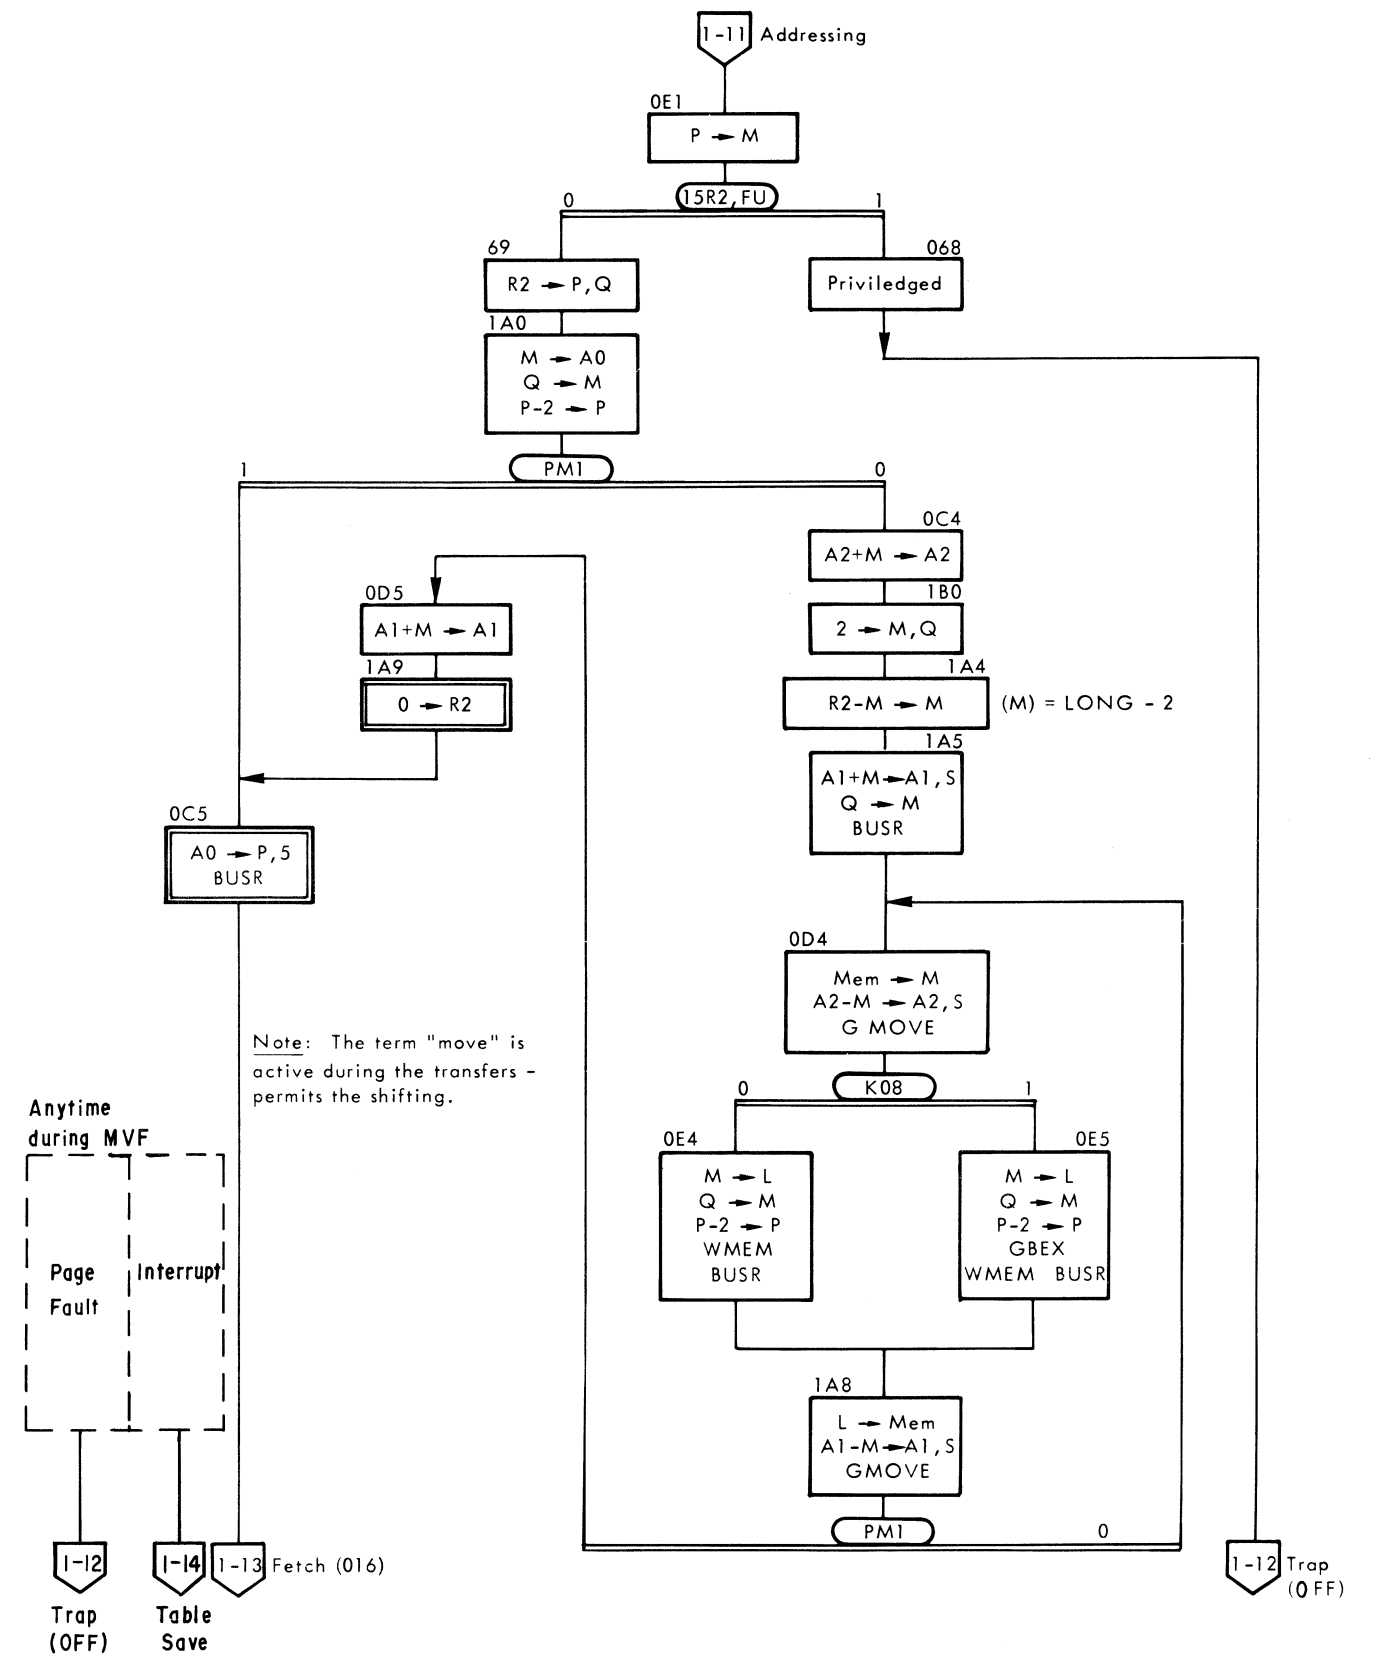 1-11 Addressing
0E1
P → M
15R2, FU
0
1
69
R2 → P, Q
068
Priviledged
1A0
M → A0
Q → M
P-2 → P
PM1
1
0
0C4
A2+M → A2
1B0
2 → M, Q
1A4
R2-M → M
(M) = LONG - 2
1A5
A1+M→A1, S
Q → M
BUSR
0D5
A1+M → A1
1A9
0 → R2
0C5
A0 → P, 5
BUSR
0D4
Mem → M
A2-M → A2, S
G MOVE
K08
0
1
0E4
M → L
Q → M
P-2 → P
WMEM
BUSR
0E5
M → L
Q → M
P-2 → P
GBEX
WMEM BUSR
1A8
L → Mem
A1-M→A1, S
GMOVE
PM1
0
Note: The term "move" is
active during the transfers -
permits the shifting.
Anytime
during MVF
Page
Fault
Interrupt
1-12
Trap
(OFF)
1-14
Table
Save
1-13 Fetch (016)
1-12 Trap
(0FF)